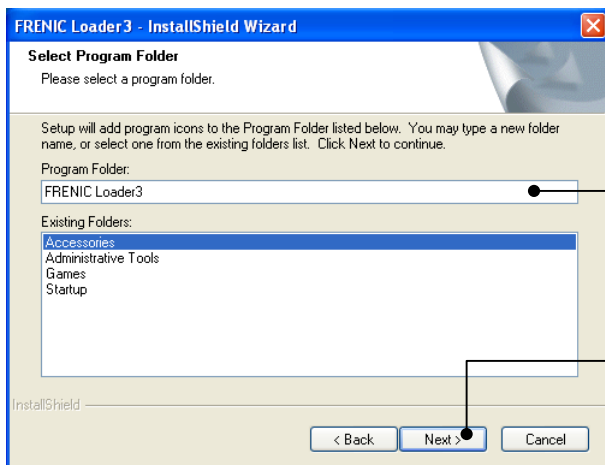 FRENIC Loader3 - InstallShield Wizard
Select Program Folder
Please select a program folder.
Setup will add program icons to the Program Folder listed below. You may type a new folder
name, or select one from the existing folders list. Click Next to continue.
Program Folder:
FRENIC Loader3
Existing Folders:
Accessories
Administrative Tools
Games
Startup
InstallShield
< Back Next > Cancel